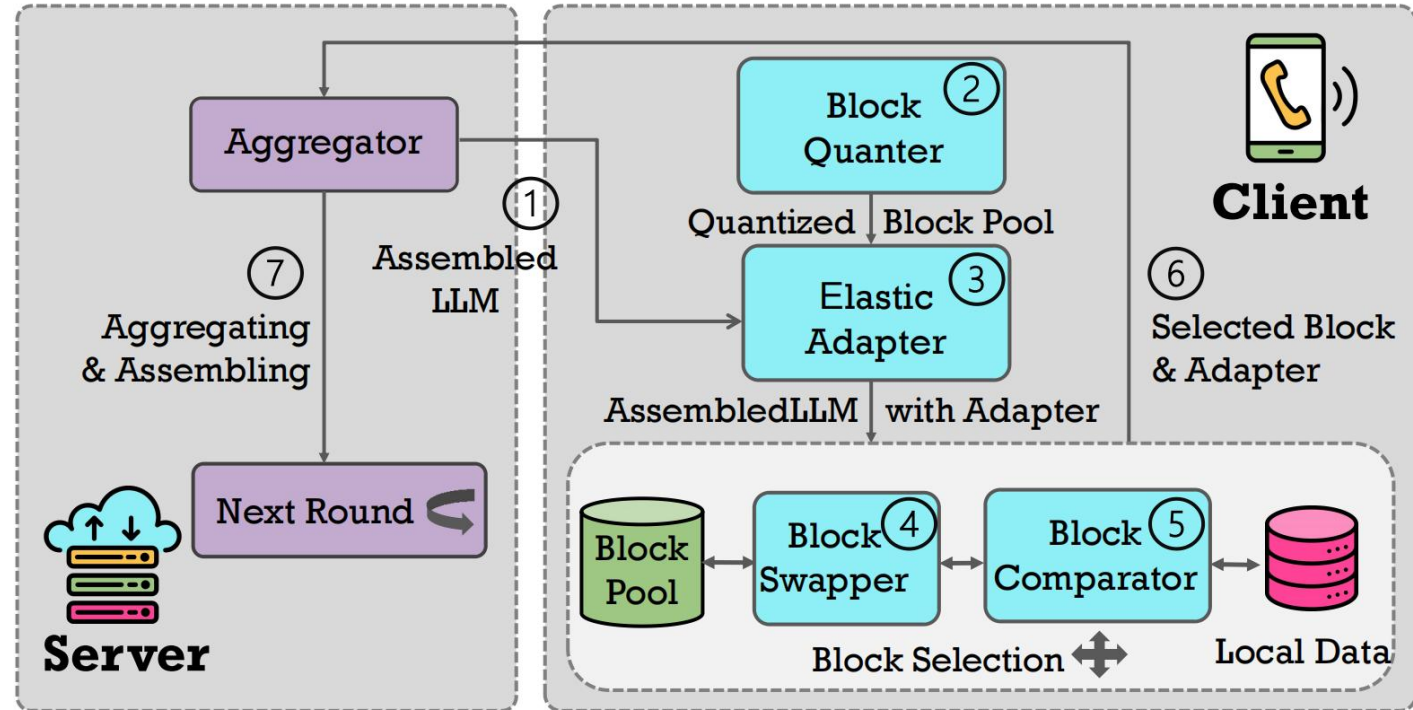 Aggregator
1
Assembled
LLM
7
Aggregating
& Assembling
Next Round
Server
2
Block
Quanter
Quantized Block Pool
3
Elastic
Adapter
AssembledLLM with Adapter
Client
6
Selected Block
& Adapter
Block
Pool
4
Block
Swapper
5
Block
Comparator
Block Selection
Local Data